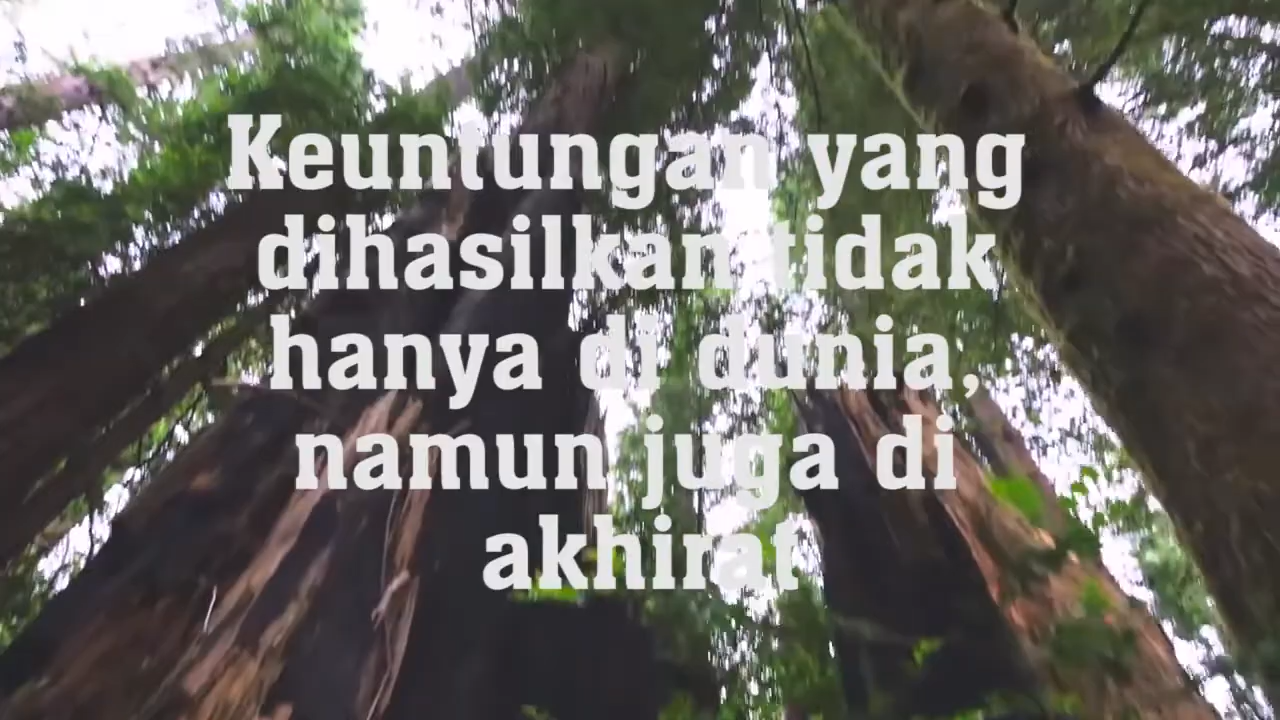 Keuntungan yang
dihasilkan tidak
hanya di dunia,
namun juga di
akhirat